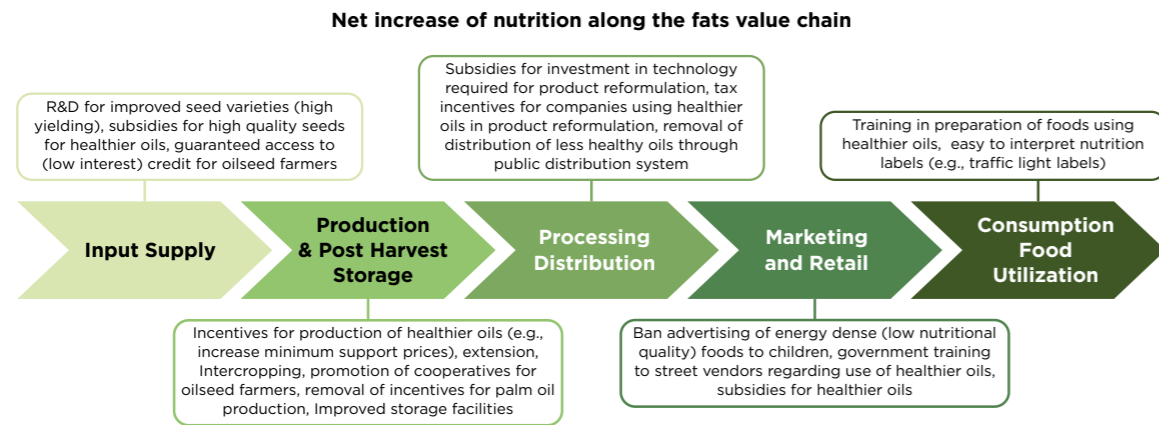 Net increase of nutrition along the fats value chain
R&D for improved seed varieties (high
yielding), subsidies for high quality seeds
for healthier oils, guaranteed access to
(low interest) credit for oilseed farmers
Subsidies for investment in technology
required for product reformulation, tax
incentives for companies using healthier
oils in product reformulation, removal of
distribution of less healthy oils through
public distribution system
Training in preparation of foods using
healthier oils, easy to interpret nutrition
labels (e.g., traffic light labels)
Input Supply
Production
& Post Harvest
Storage
Processing
Distribution
Marketing
and Retail
Consumption
Food
Utilization
Incentives for production of healthier oils (e.g.,
increase minimum support prices), extension,
Intercropping, promotion of cooperatives for
oilseed farmers, removal of incentives for palm oil
production, Improved storage facilities
Ban advertising of energy dense (low nutritional
quality) foods to children, government training
to street vendors regarding use of healthier oils,
subsidies for healthier oils